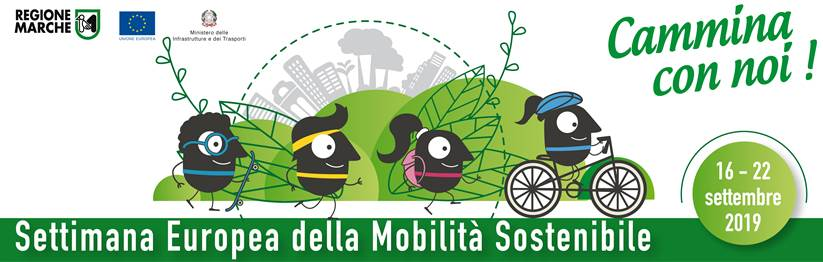 REGIONE
MARCHE
UNIONE EUROPEA
Ministero delle
Infrastrutture e dei Trasporti
Cammina
con noi !
16 – 22
settembre
2019
Settimana Europea della Mobilità Sostenibile